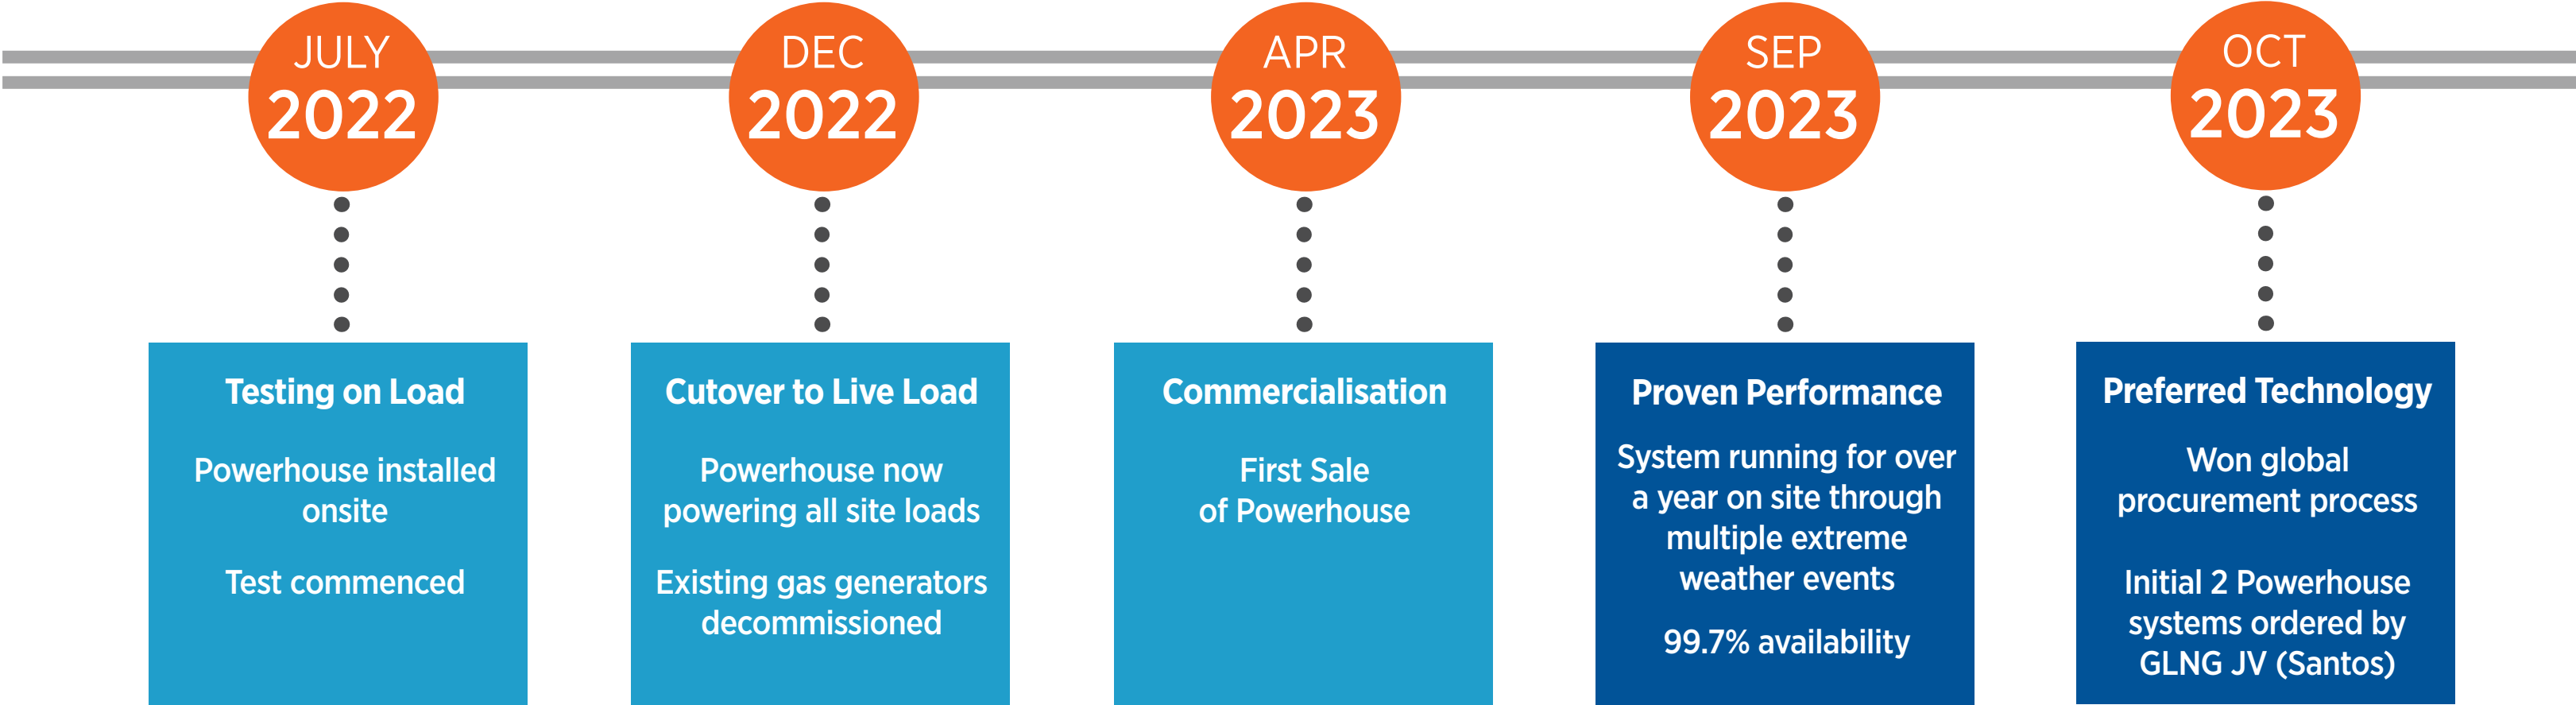 JULY
2022
DEC
2022
APR
2023
SEP
2023
OCT
2023
Testing on Load
Powerhouse installed
onsite
Test commenced
Cutover to Live Load
Powerhouse now
powering all site loads
Existing gas generators
decommissioned
Commercialisation
First Sale
of Powerhouse
Proven Performance
System running for over
a year on site through
multiple extreme
weather events
99.7% availability
Preferred Technology
Won global
procurement process
Initial 2 Powerhouse
systems ordered by
GLNG JV (Santos)